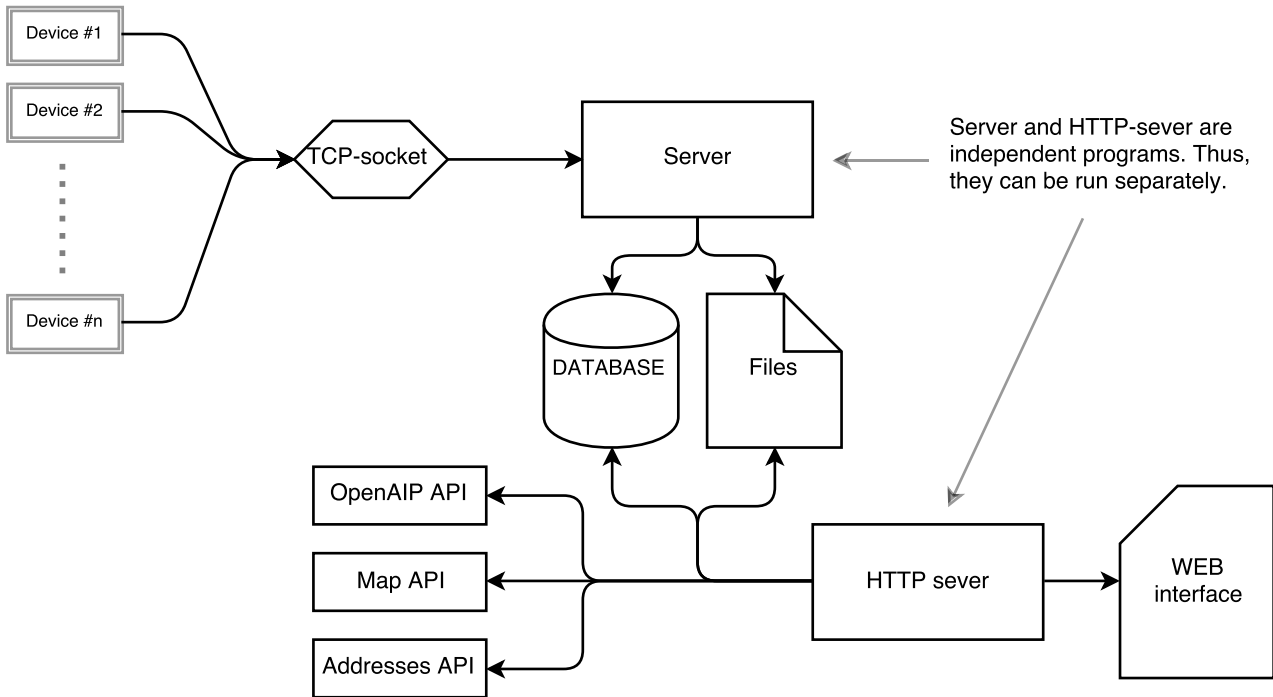 Device #1
Device #2
Device #n
TCP-socket
Server
Server and HTTP-sever are
independent programs. Thus,
they can be run separately.
DATABASE
Files
OpenAIP API
Map API
Addresses API
HTTP sever
WEB
interface